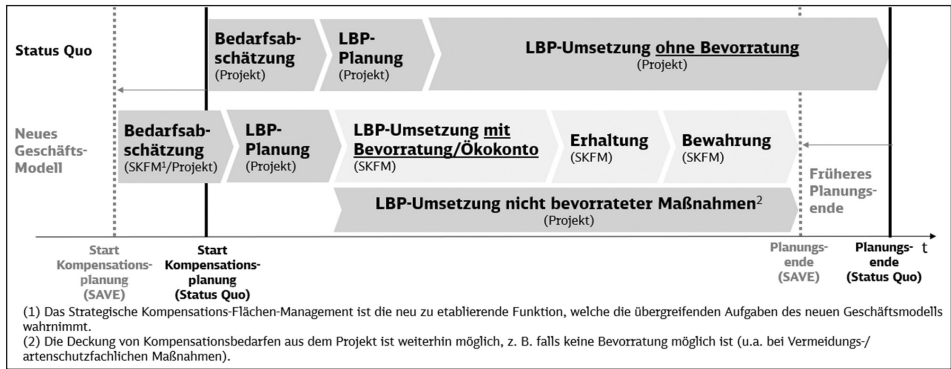 Status Quo
Bedarfsab-
schätzung
(Projekt)
LBP-
Planung
(Projekt)
LBP-Umsetzung ohne Bevorratung
(Projekt)
Neues
Geschäfts-
Modell
Bedarfsab-
schätzung
(SKFM1/Projekt)
LBP-
Planung
(Projekt)
LBP-Umsetzung mit
Bevorratung/Ökokonto
(SKFM)
Erhaltung
(SKFM)
Bewahrung
(SKFM)
Früheres
Planungs-
ende
LBP-Umsetzung nicht bevorrateter Maßnahmen2
(Projekt)
Start
Kompensations-
planung
(SAVE)
Start
Kompensations-
planung
(Status Quo)
Planungs-
ende
(SAVE)
Planungs-
ende
(Status Quo)
t
(1) Das Strategische Kompensations-Flächen-Management ist die neu zu etablierende Funktion, welche die übergreifenden Aufgaben des neuen Geschäftsmodells
wahrnimmt.
(2) Die Deckung von Kompensationsbedarfen aus dem Projekt ist weiterhin möglich, z. B. falls keine Bevorratung möglich ist (u.a. bei Vermeidungs-/
artenschutzfachlichen Maßnahmen).